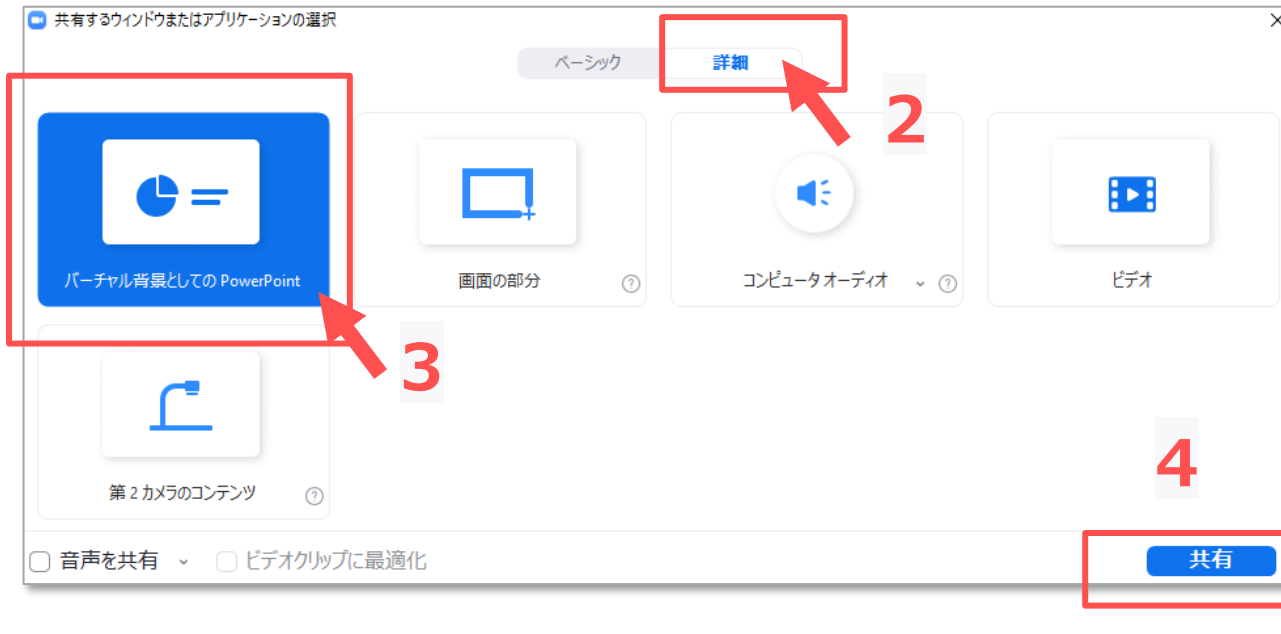 共有するウィンドウまたはアプリケーションの選択
ベーシック
詳細
2
バーチャル背景としての PowerPoint
画面の部分
コンピュータ オーディオ
ビデオ
3
第 2 カメラのコンテンツ
4
音声を共有
ビデオクリップに最適化
共有